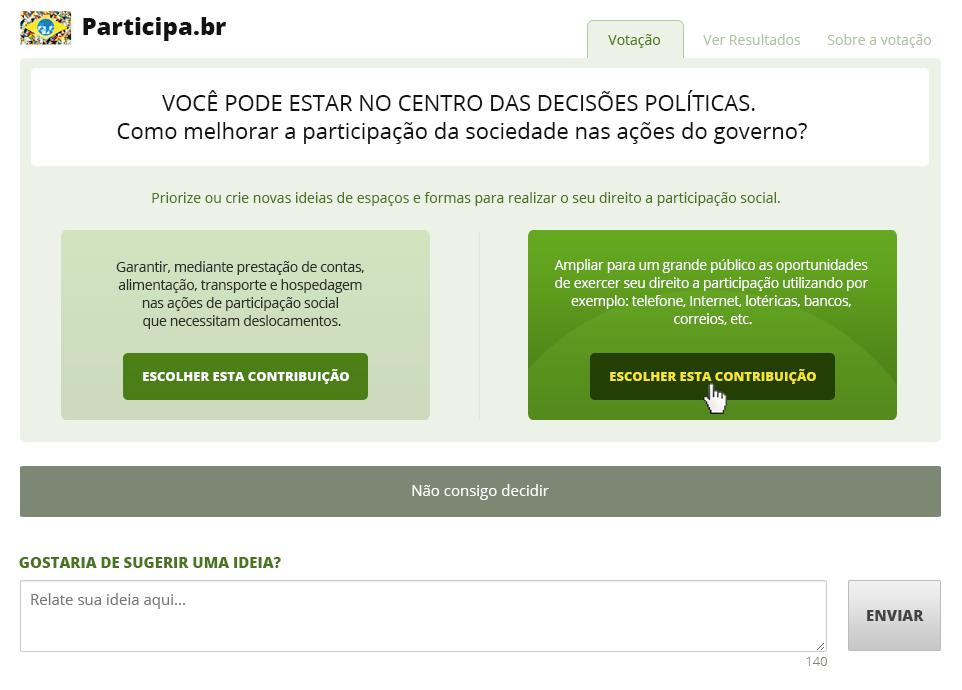 Participa.br
Votação
Ver Resultados
Sobre a votação
VOCÊ PODE ESTAR NO CENTRO DAS DECISÕES POLÍTICAS.
Como melhorar a participação da sociedade nas ações do governo?
Priorize ou crie novas ideias de espaços e formas para realizar o seu direito a participação social.
Garantir, mediante prestação de contas,
alimentação, transporte e hospedagem
nas ações de participação social
que necessitam deslocamentos.
ESCOLHER ESTA CONTRIBUIÇÃO
Ampliar para um grande público as oportunidades
de exercer seu direito a participação utilizando por
exemplo: telefone, Internet, lotéricas, bancos,
correios, etc.
ESCOLHER ESTA CONTRIBUIÇÃO
Não consigo decidir
GOSTARIA DE SUGERIR UMA IDEIA?
Relate sua ideia aqui...
ENVIAR
140